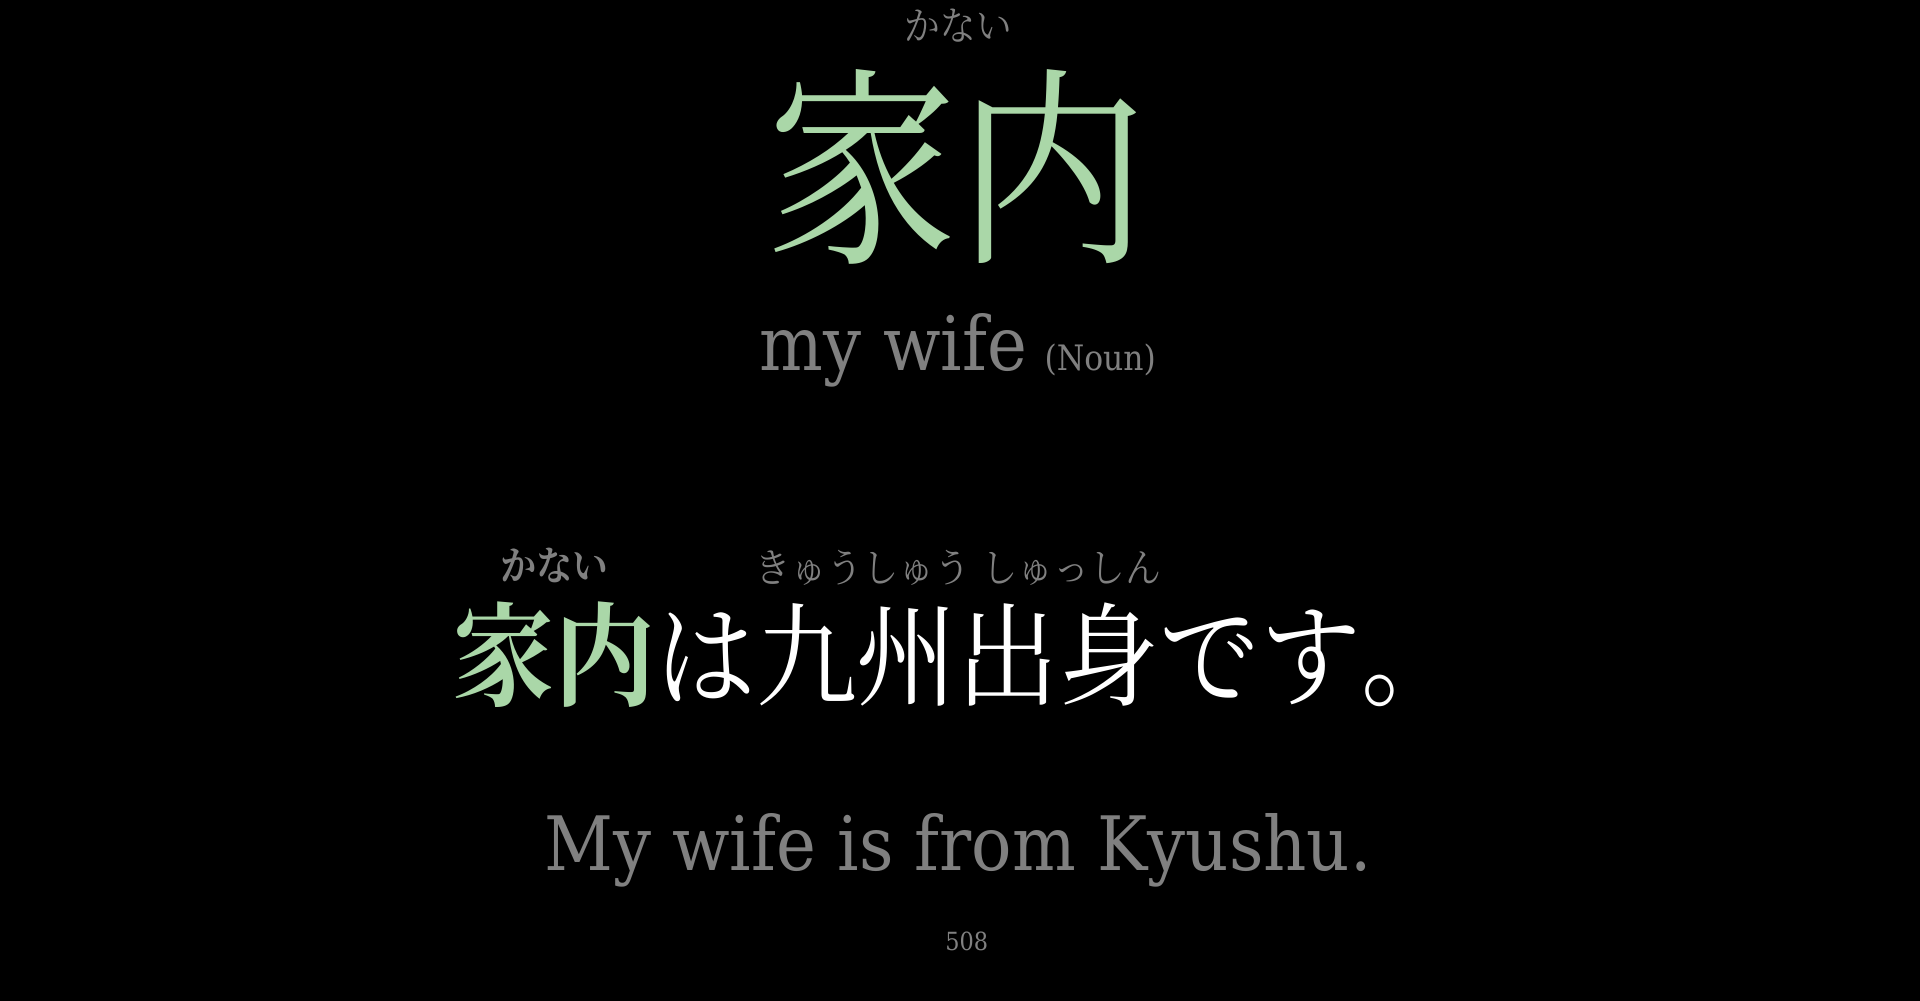 かない
家内
my wife (Noun)
かない きゅうしゅう しゅっしん
家内は九州出身です。
My wife is from Kyushu.
508